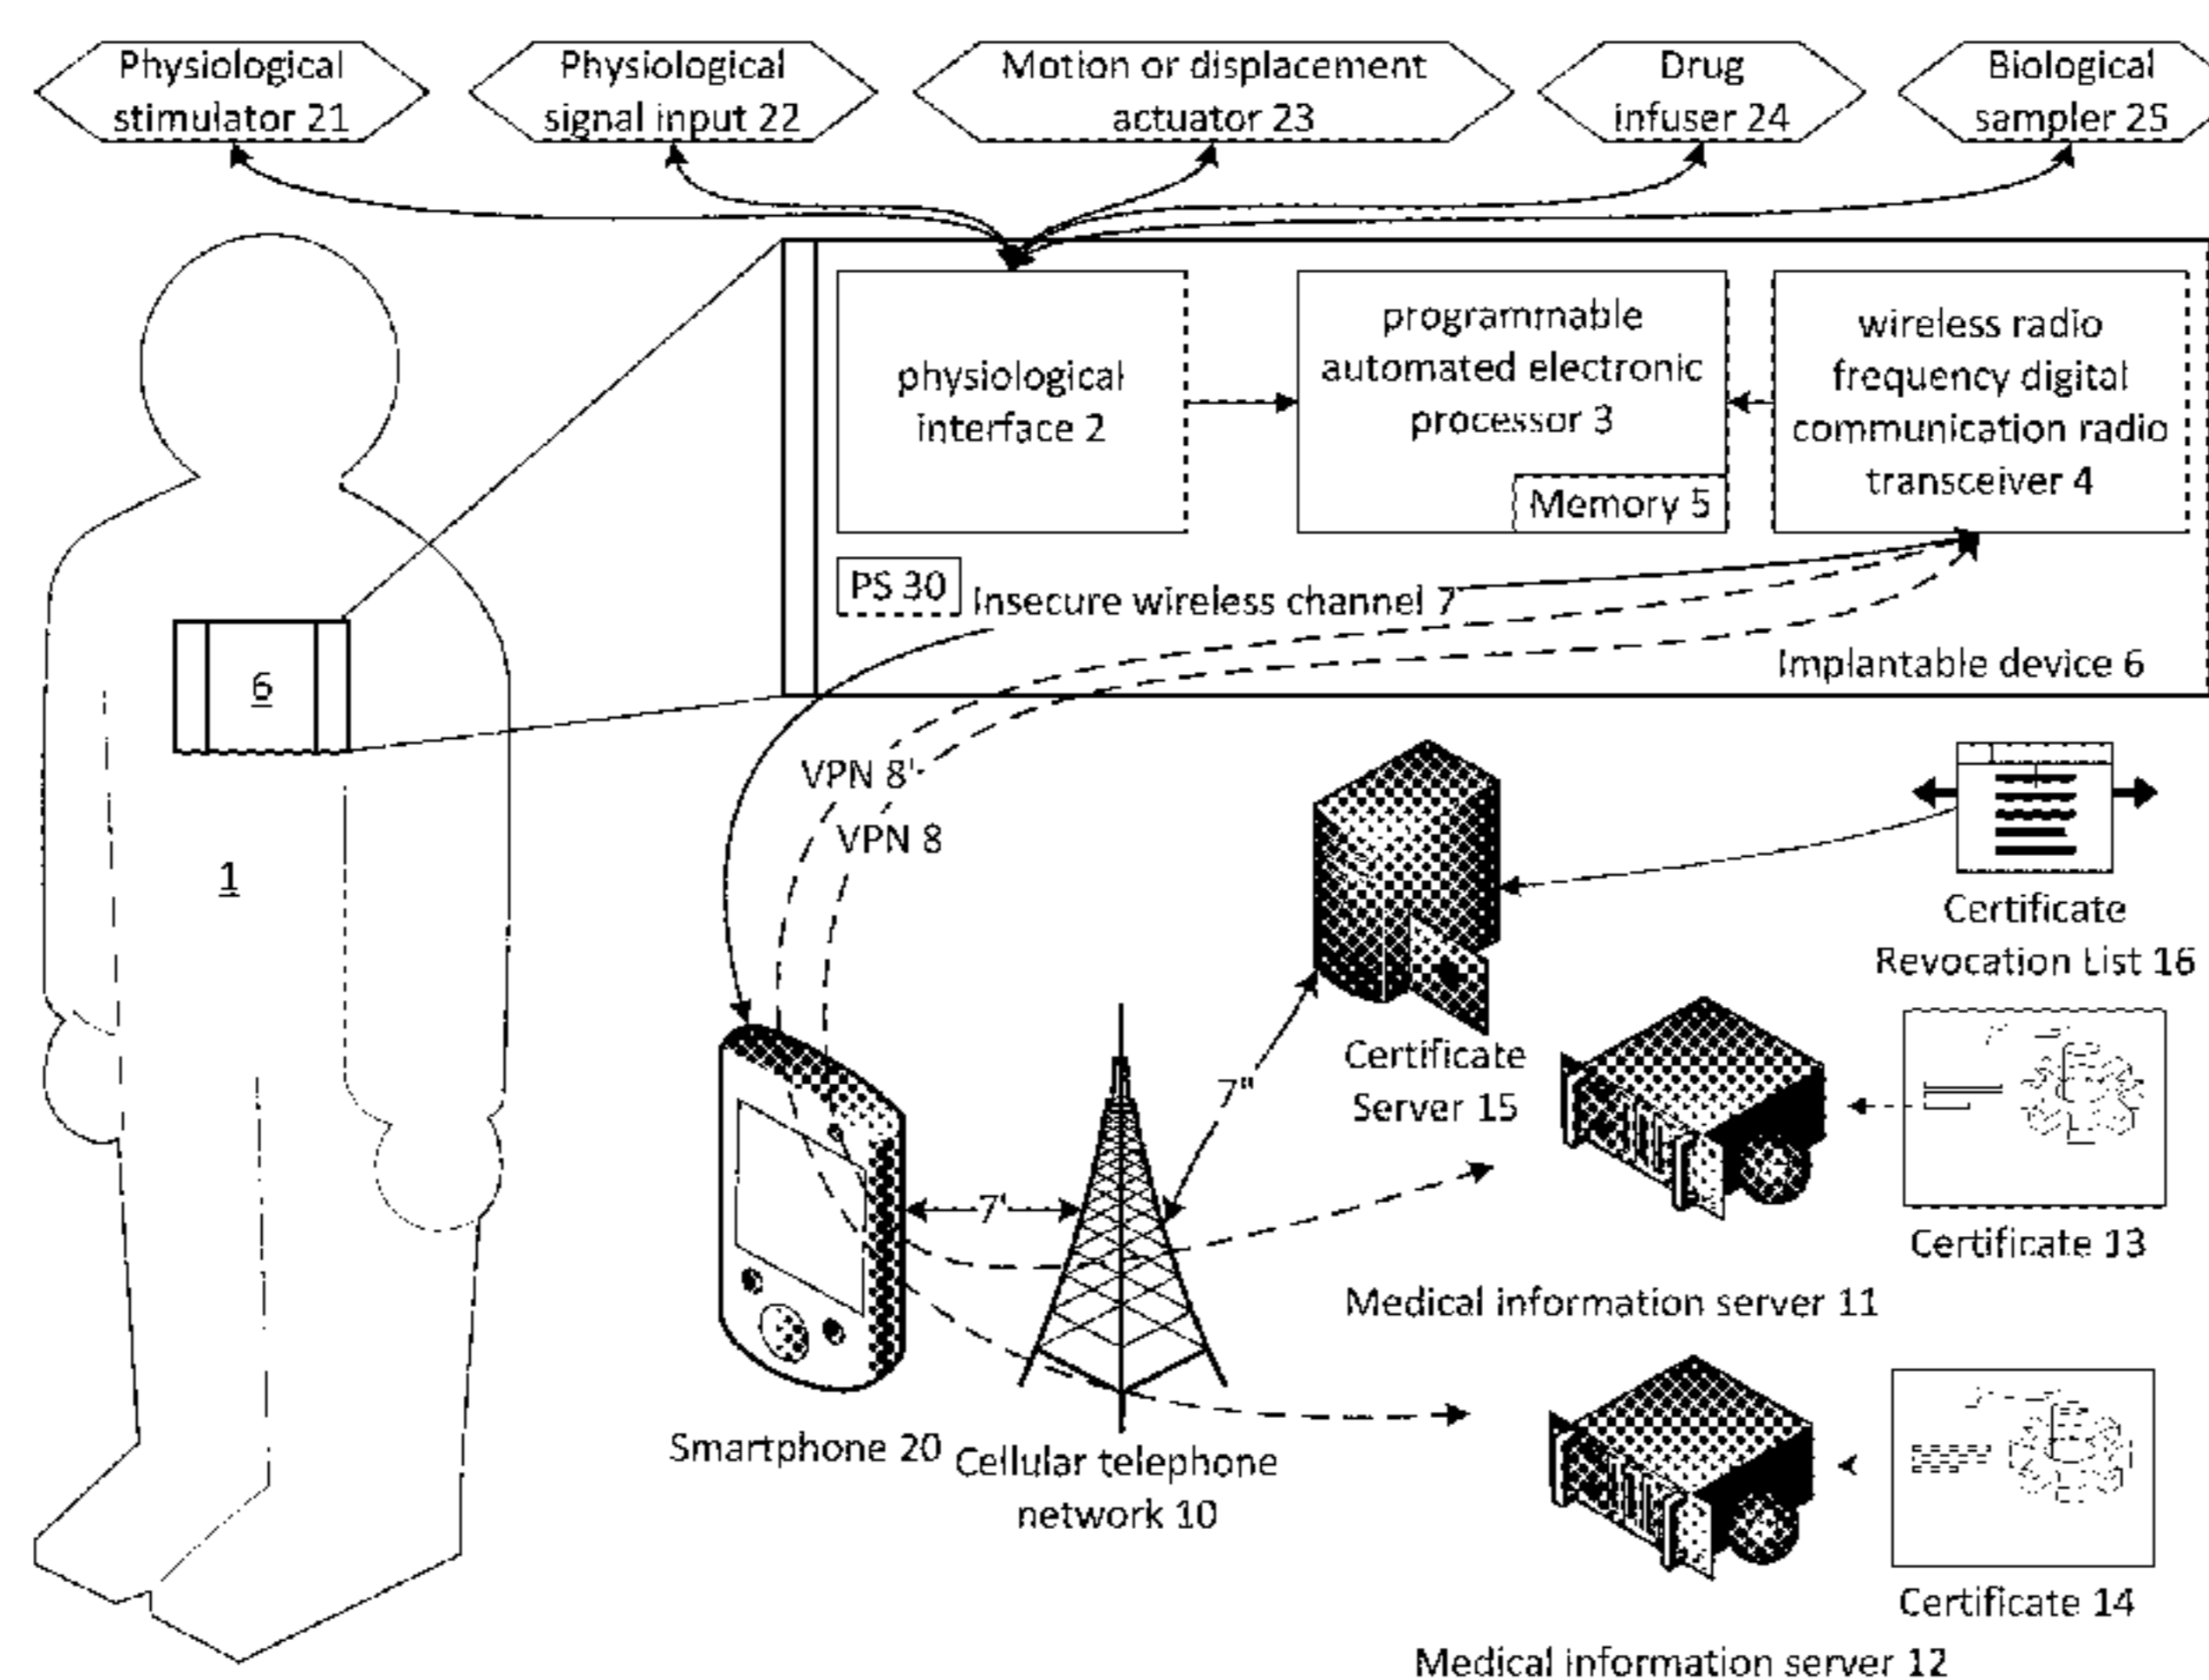 Physiological
stimulator 21
Physiological
signal input 22
Motion or displacement
actuator 23
Drug
infuser 24
Biological
sampler 25
physiological
interface 2
programmable
automated electronic
processor 3
Memory 5
wireless radio
frequency digital
communication radio
transceiver 4
PS 30
Insecure wireless channel 7
Implantable device 6
6
1
VPN 8'
VPN 8
Certificate
Revocation List 16
Certificate
Server 15
7"
7'
Certificate 13
Medical information server 11
Smartphone 20
Cellular telephone
network 10
Certificate 14
Medical information server 12